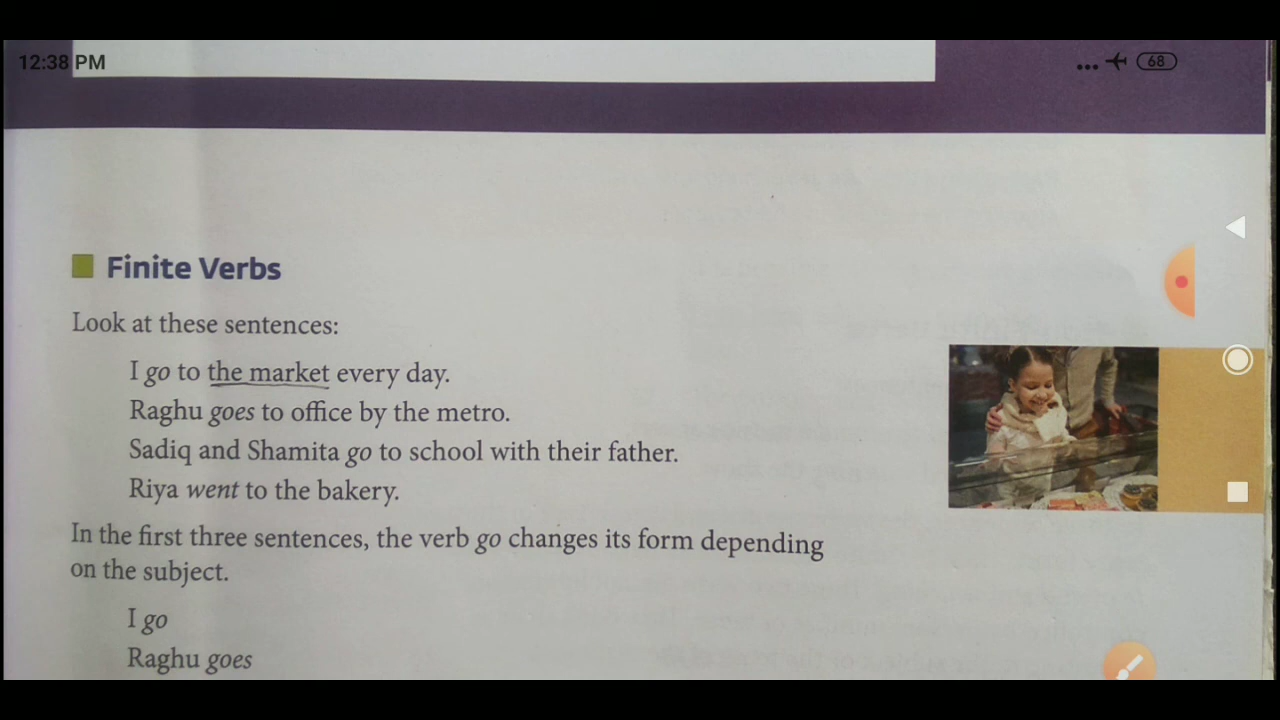 12:38 PM
68
Finite Verbs
Look at these sentences:
I go to the market every day.
Raghu goes to office by the metro.
Sadiq and Shamita go to school with their father.
Riya went to the bakery.
In the first three sentences, the verb go changes its form depending
on the subject.
I go
Raghu goes